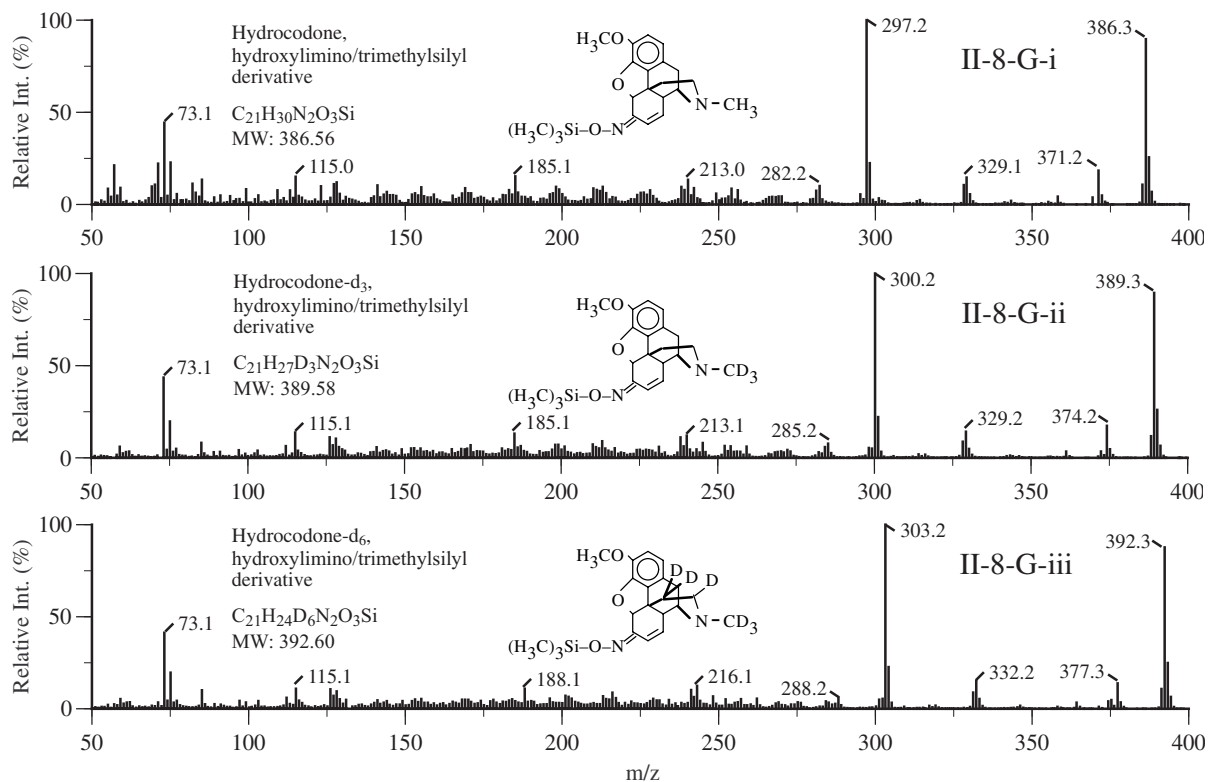 Relative Int. (%)
100
50
0
Hydrocodone,
hydroxylimino/trimethylsilyl
derivative
C₂₁H₃₀N₂O₃Si
MW: 386.56
H₃CO
O
N
CH₃
(H₃C)₃Si–O–N
II-8-G-i
73.1
115.0
185.1
213.0
282.2
297.2
329.1
371.2
386.3
50 100 150 200 250 300 350 400
Relative Int. (%)
100
50
0
Hydrocodone-d₃,
hydroxylimino/trimethylsilyl
derivative
C₂₁H₂₇D₃N₂O₃Si
MW: 389.58
H₃CO
O
N
CD₃
(H₃C)₃Si–O–N
II-8-G-ii
73.1
115.1
185.1
213.1
285.2
300.2
329.2
374.2
389.3
50 100 150 200 250 300 350 400
Relative Int. (%)
100
50
0
Hydrocodone-d₆,
hydroxylimino/trimethylsilyl
derivative
C₂₁H₂₄D₆N₂O₃Si
MW: 392.60
H₃CO
D
D
D
O
N
CD₃
(H₃C)₃Si–O–N
II-8-G-iii
73.1
115.1
188.1
216.1
288.2
303.2
332.2
377.3
392.3
50 100 150 200 250 300 350 400
m/z